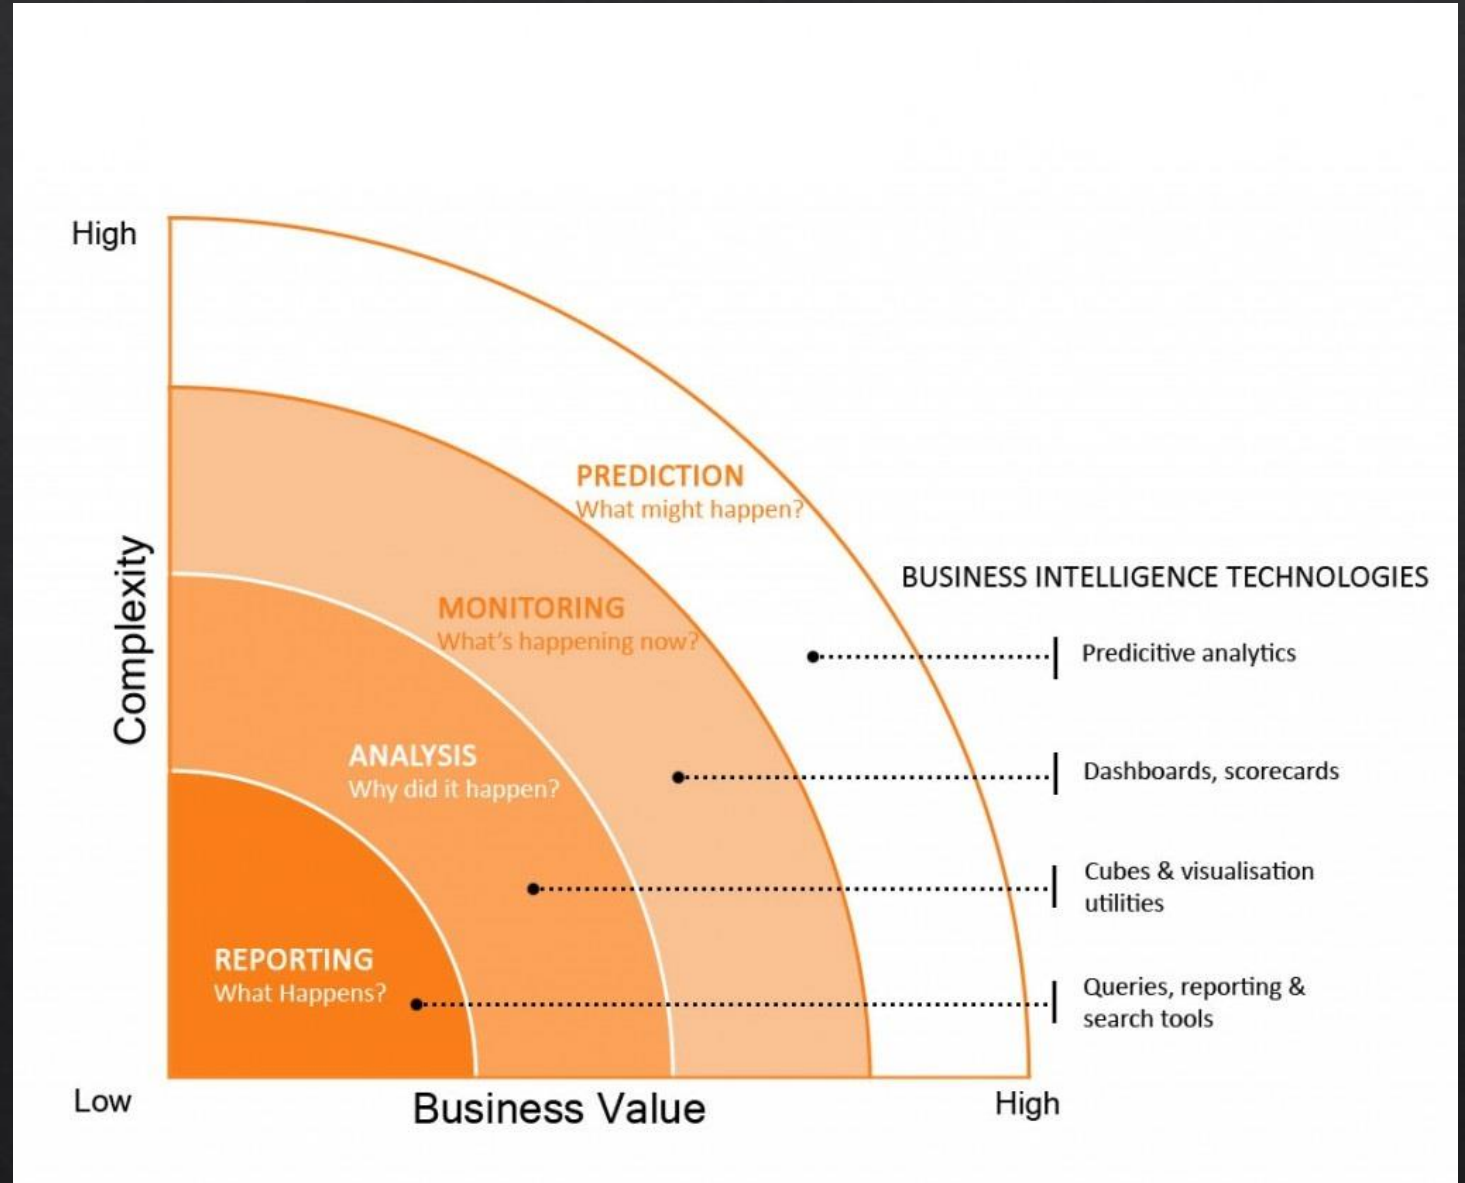 High
PREDICTION
What might happen?
BUSINESS INTELLIGENCE TECHNOLOGIES
MONITORING
What's happening now?
Complexity
Predicitive analytics
ANALYSIS
Why did it happen?
Dashboards, scorecards
Cubes & visualisation
utilities
REPORTING
What Happens?
Queries, reporting &
search tools
Low
Business Value
High